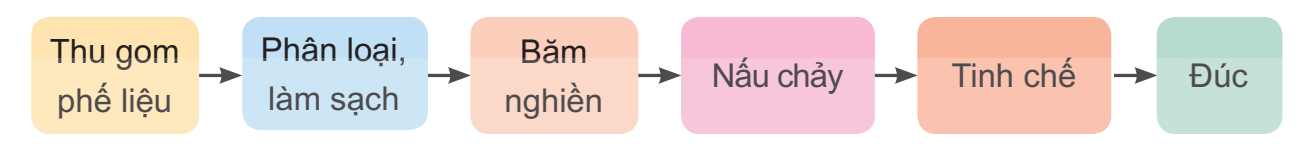 Thu gom
phế liệu
Phân loại,
làm sạch
Băm
nghiền
Nấu chảy
Tinh chế
Đúc